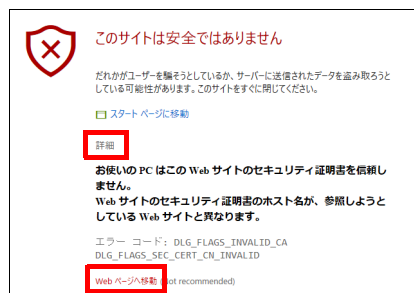 このサイトは安全ではありません
だれかがユーザーを騙そうとしているか、サーバーに送信されたデータを盗み取ろうと
している可能性があります。このサイトをすぐに閉じてください。
スタート ページに移動
詳細
お使いの PC はこの Web サイトのセキュリティ証明書を信頼し
ません。
Web サイトのセキュリティ証明書のホスト名が、参照しようと
している Web サイトと異なります。
エラー コード: DLG_FLAGS_INVALID_CA
DLG_FLAGS_SEC_CERT_CN_INVALID
Web ページへ移動 (not recommended)